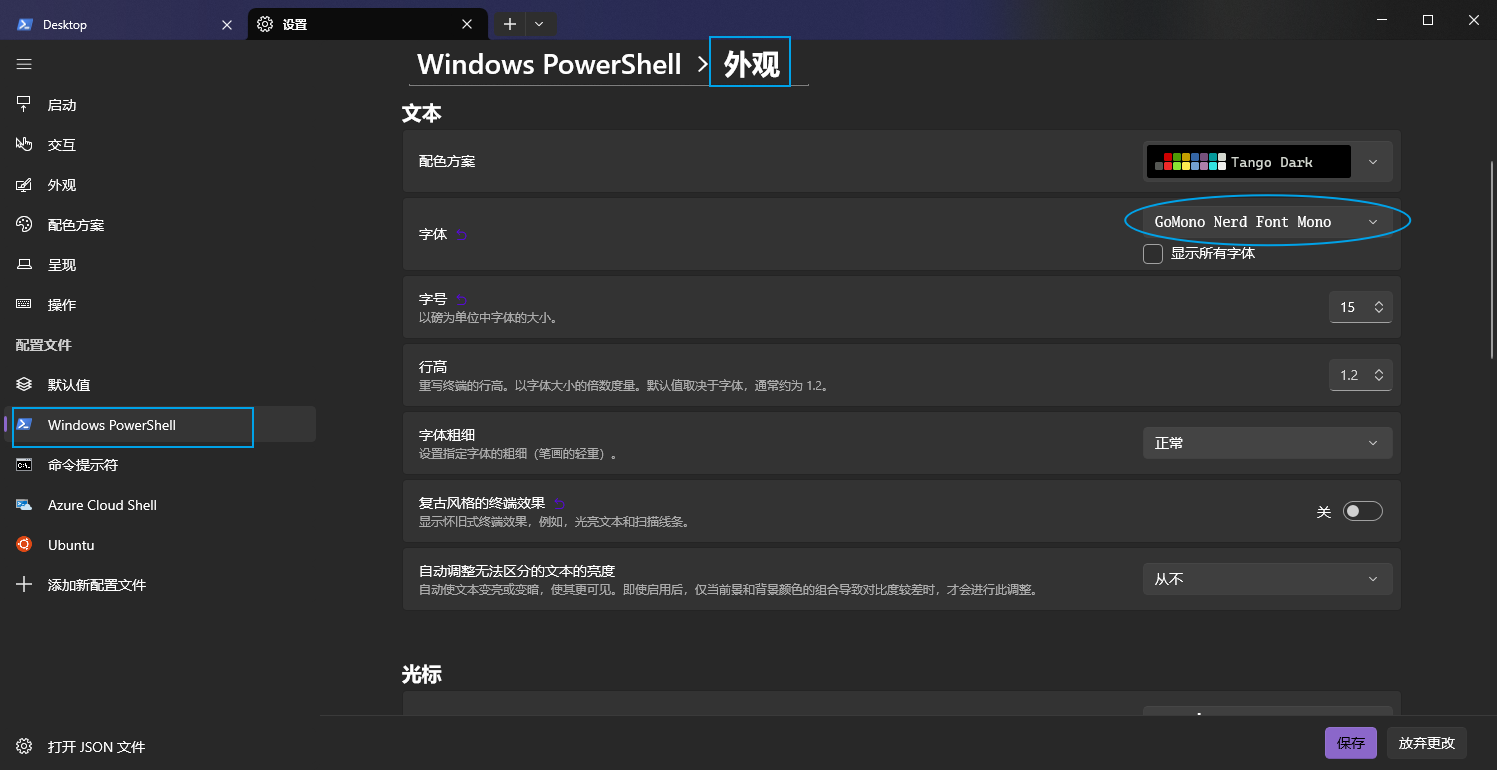 Desktop
设置
Windows PowerShell
外观
启动
交互
外观
配色方案
呈现
操作
配置文件
默认值
Windows PowerShell
命令提示符
Azure Cloud Shell
Ubuntu
添加新配置文件
打开 JSON 文件
文本
配色方案
Tango Dark
字体
GoMono Nerd Font Mono
显示所有字体
字号
以磅为单位中字体的大小。
15
行高
重写终端的行高。以字体大小的倍数度量。默认值取决于字体，通常约为 1.2。
1.2
字体粗细
设置指定字体的粗细（笔画的轻重）。
正常
复古风格的终端效果
显示怀旧式终端效果，例如，光亮文本和扫描线条。
关
自动调整无法区分的文本的亮度
自动使文本变亮或变暗，使其更可见。即使启用后，仅当前景和背景颜色的组合导致对比度较差时，才会进行此调整。
从不
光标
保存
放弃更改